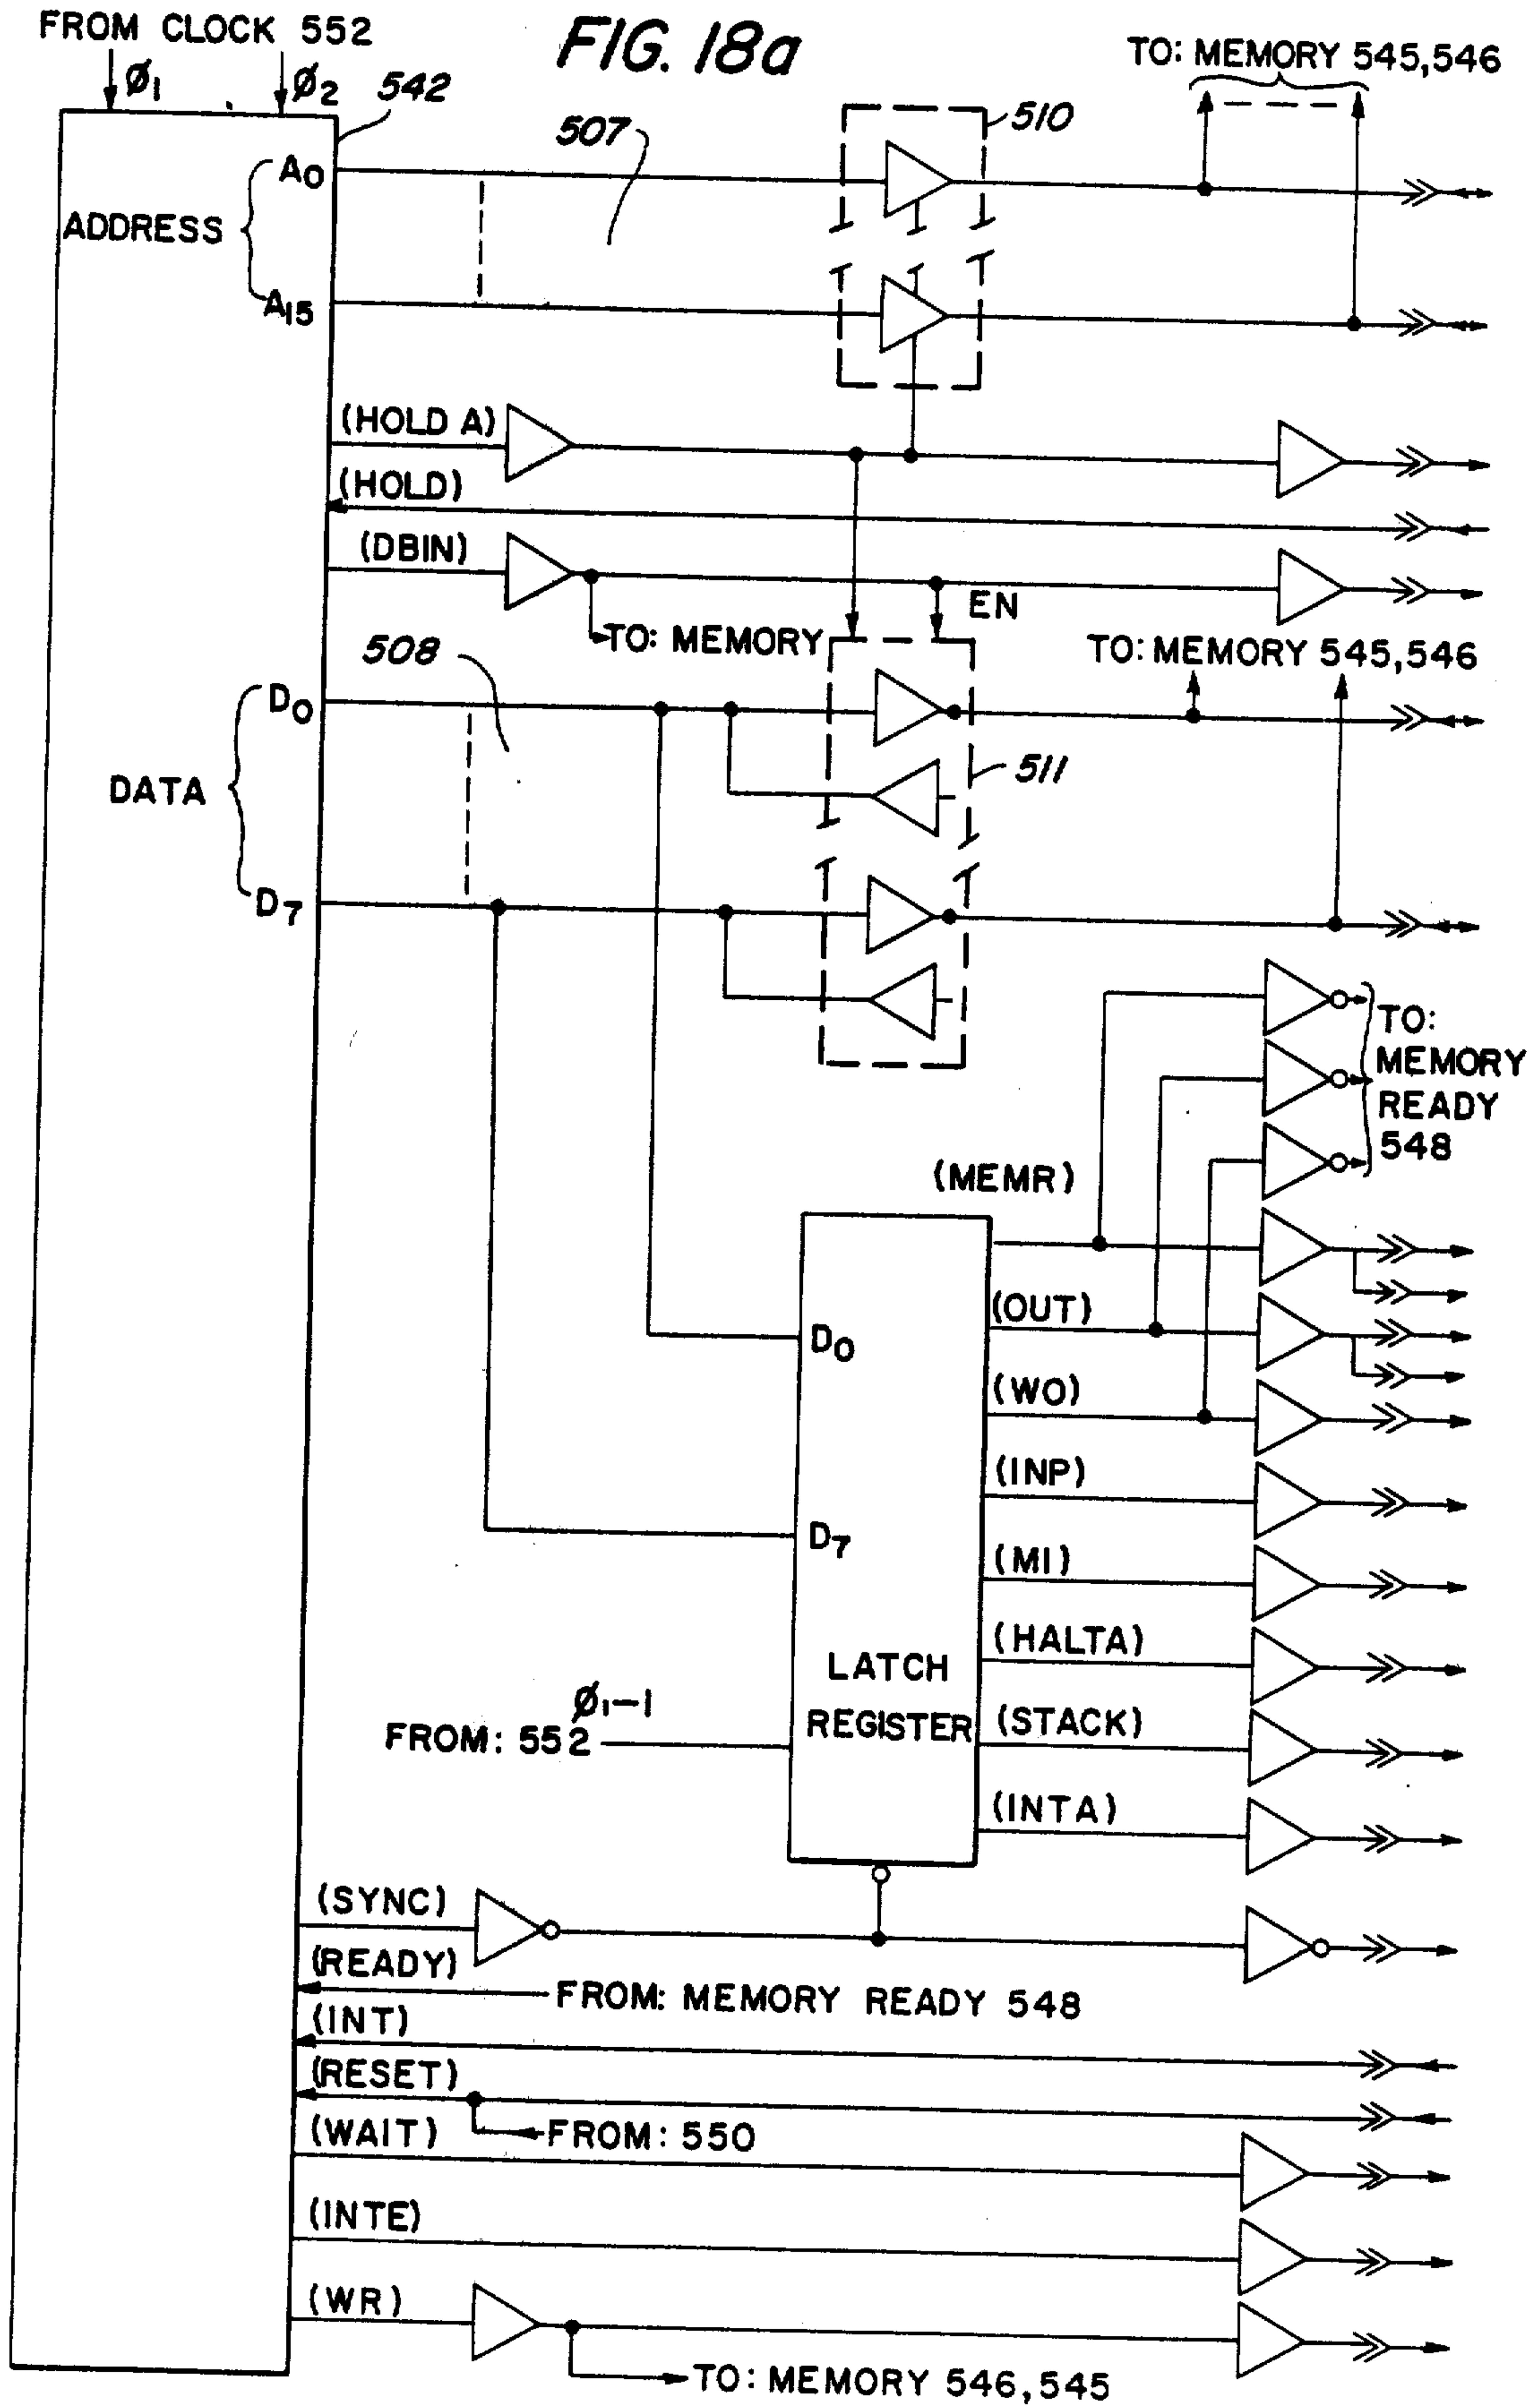 FROM CLOCK 552
FIG. 18a
TO: MEMORY 545,546
Ø1
Ø2
542
507
510
A0
ADDRESS
A15
(HOLD A)
(HOLD)
(DBIN)
EN
TO: MEMORY
TO: MEMORY 545,546
508
D0
511
DATA
D7
TO:
MEMORY
READY
548
(MEMR)
(OUT)
D0
(WO)
(INP)
D7
(MI)
(HALTA)
LATCH
REGISTER
Ø1-1
FROM: 552
(STACK)
(INTA)
(SYNC)
(READY)
FROM: MEMORY READY 548
(INT)
(RESET)
FROM: 550
(WAIT)
(INTE)
(WR)
TO: MEMORY 546,545